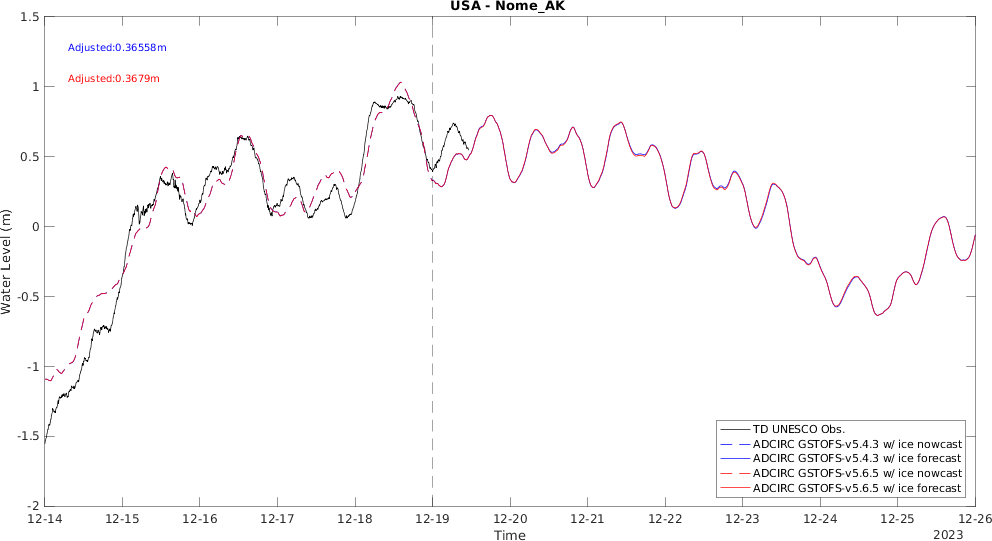 USA - Nome_AK
1.5
1
0.5
0
-0.5
-1
-1.5
-2
Water Level (m)
Adjusted:0.36558m
Adjusted:0.3679m
TD UNESCO Obs.
ADCIRC GSTOFS-v5.4.3 w/ ice nowcast
ADCIRC GSTOFS-v5.4.3 w/ ice forecast
ADCIRC GSTOFS-v5.6.5 w/ ice nowcast
ADCIRC GSTOFS-v5.6.5 w/ ice forecast
12-14 12-15 12-16 12-17 12-18 12-19 12-20 12-21 12-22 12-23 12-24 12-25 12-26
Time
2023